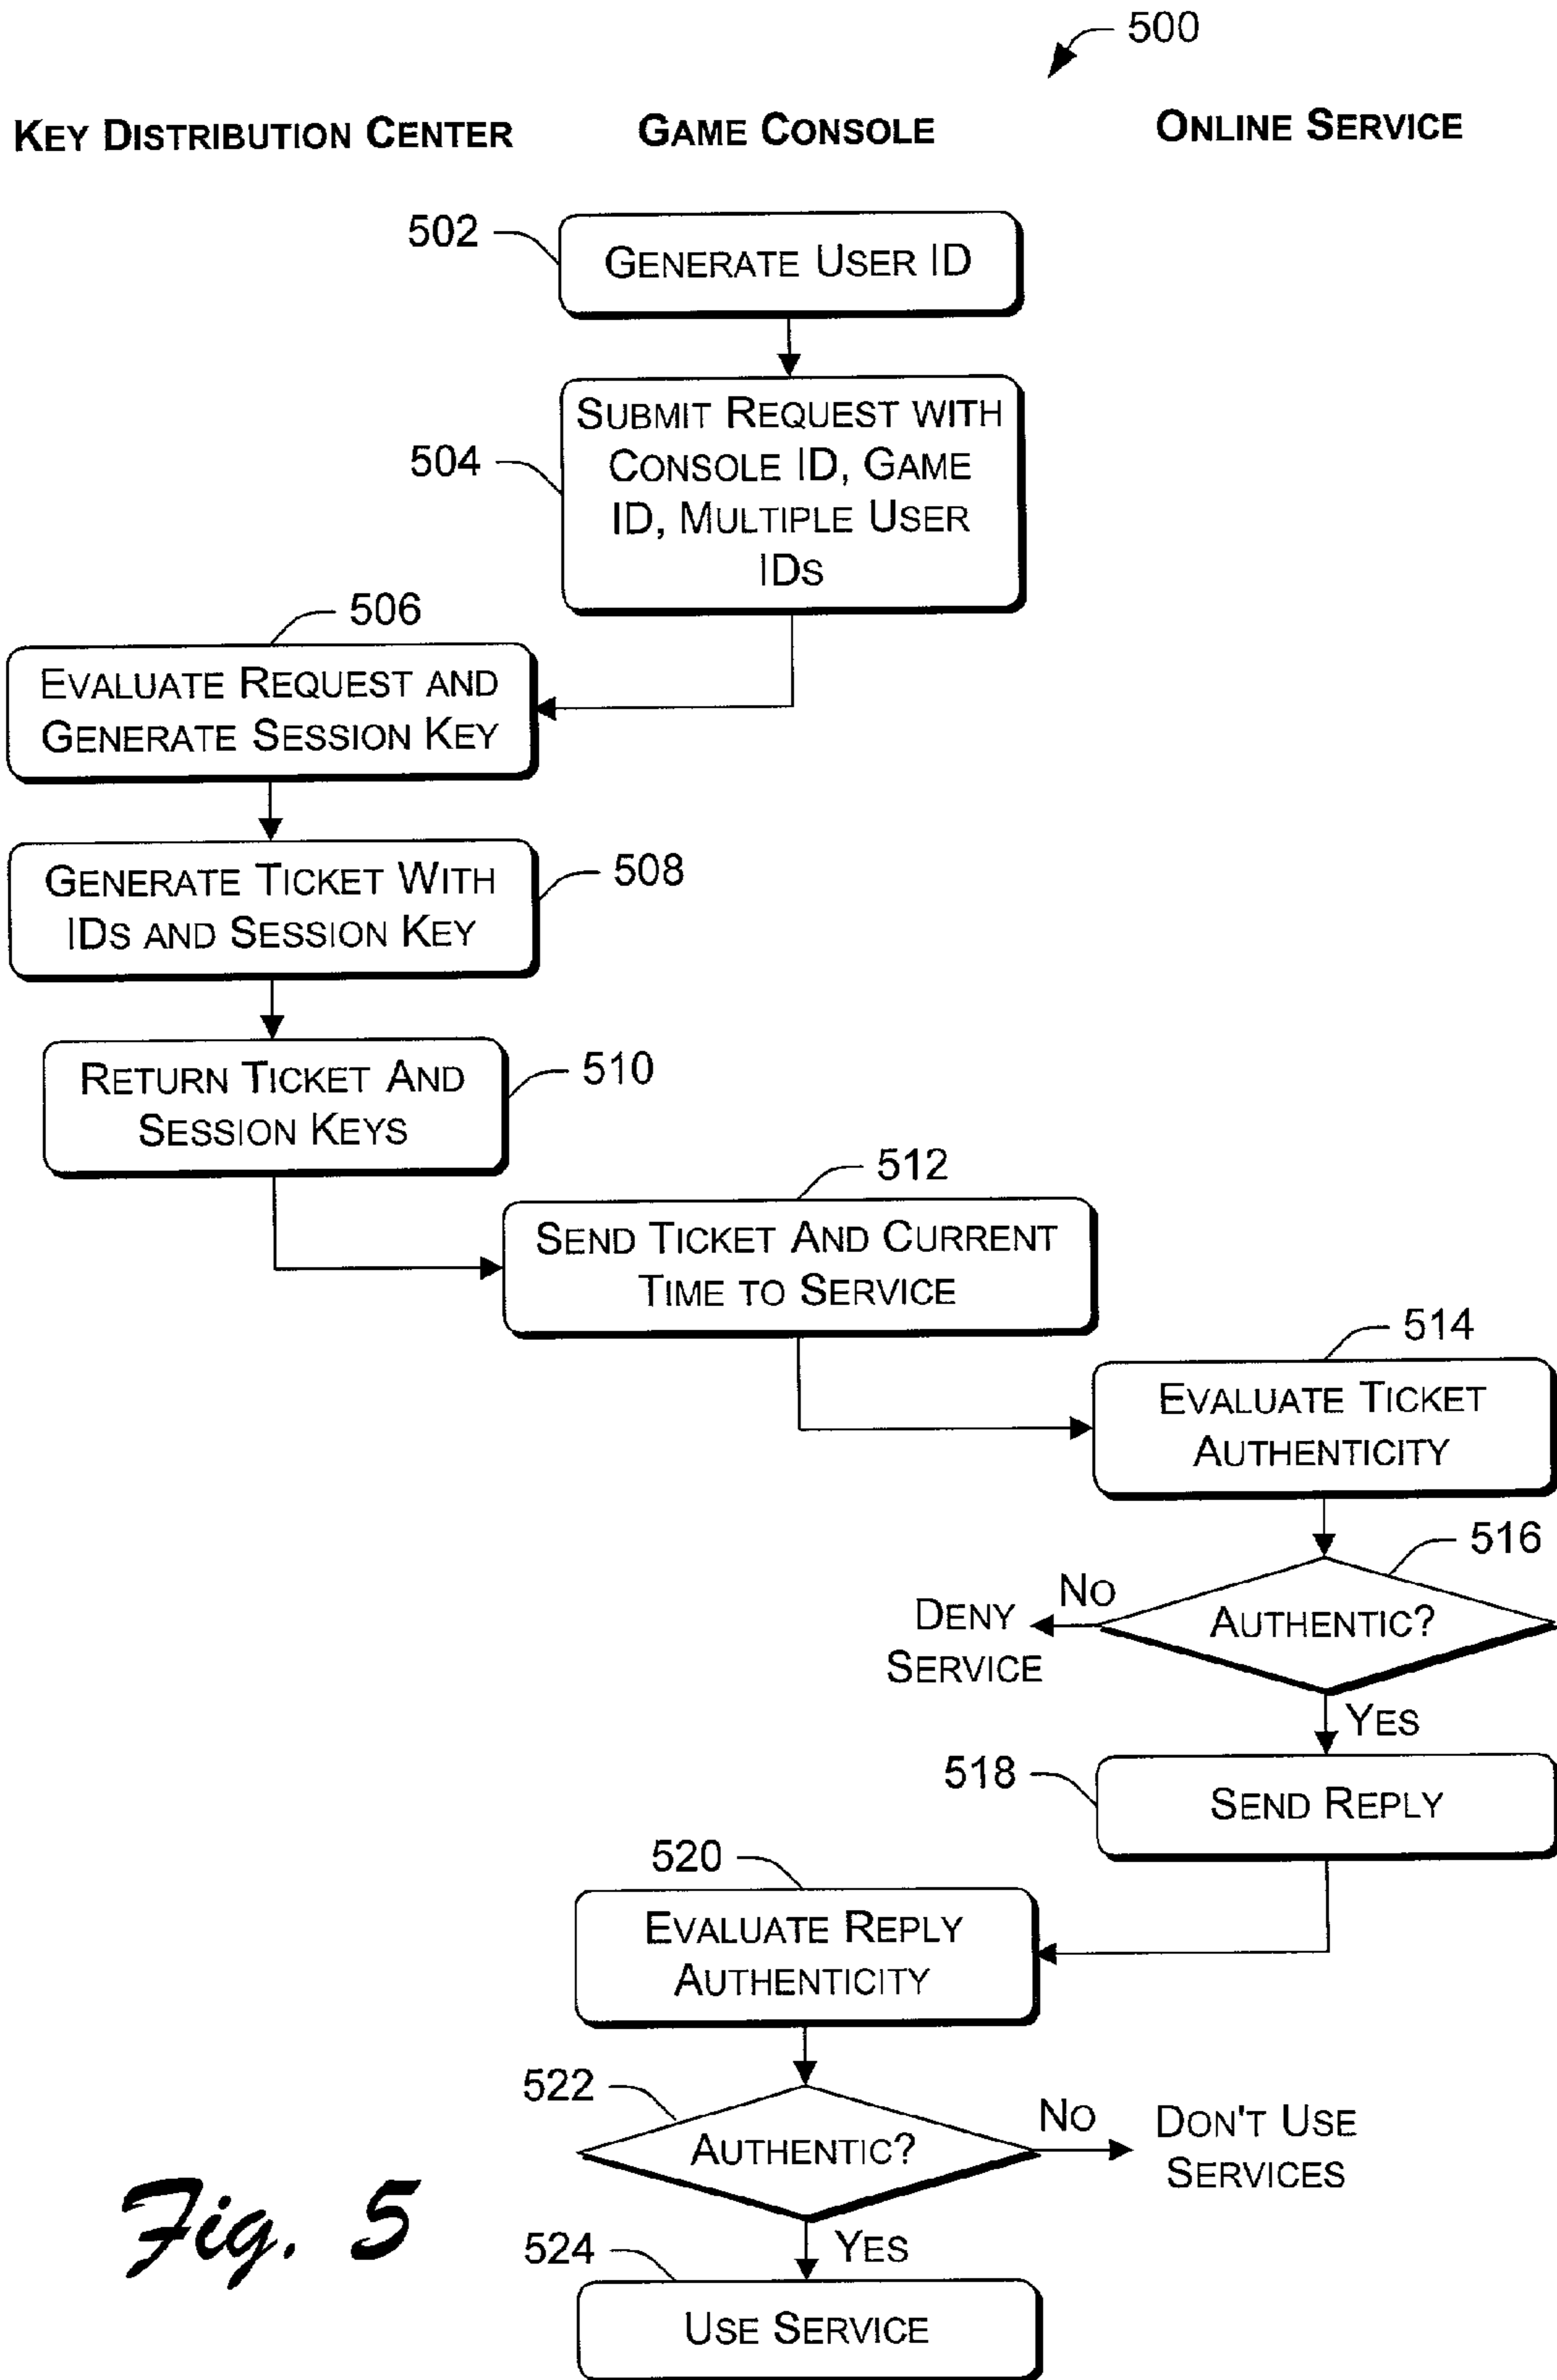 500
KEY DISTRIBUTION CENTER
GAME CONSOLE
ONLINE SERVICE
502
GENERATE USER ID
504
SUBMIT REQUEST WITH
CONSOLE ID, GAME
ID, MULTIPLE USER
IDS
506
EVALUATE REQUEST AND
GENERATE SESSION KEY
GENERATE TICKET WITH
IDS AND SESSION KEY
508
RETURN TICKET AND
SESSION KEYS
510
512
SEND TICKET AND CURRENT
TIME TO SERVICE
514
EVALUATE TICKET
AUTHENTICITY
516
AUTHENTIC?
NO
DENY
SERVICE
YES
518
SEND REPLY
520
EVALUATE REPLY
AUTHENTICITY
522
AUTHENTIC?
NO
DON'T USE
SERVICES
YES
524
USE SERVICE
Fig. 5